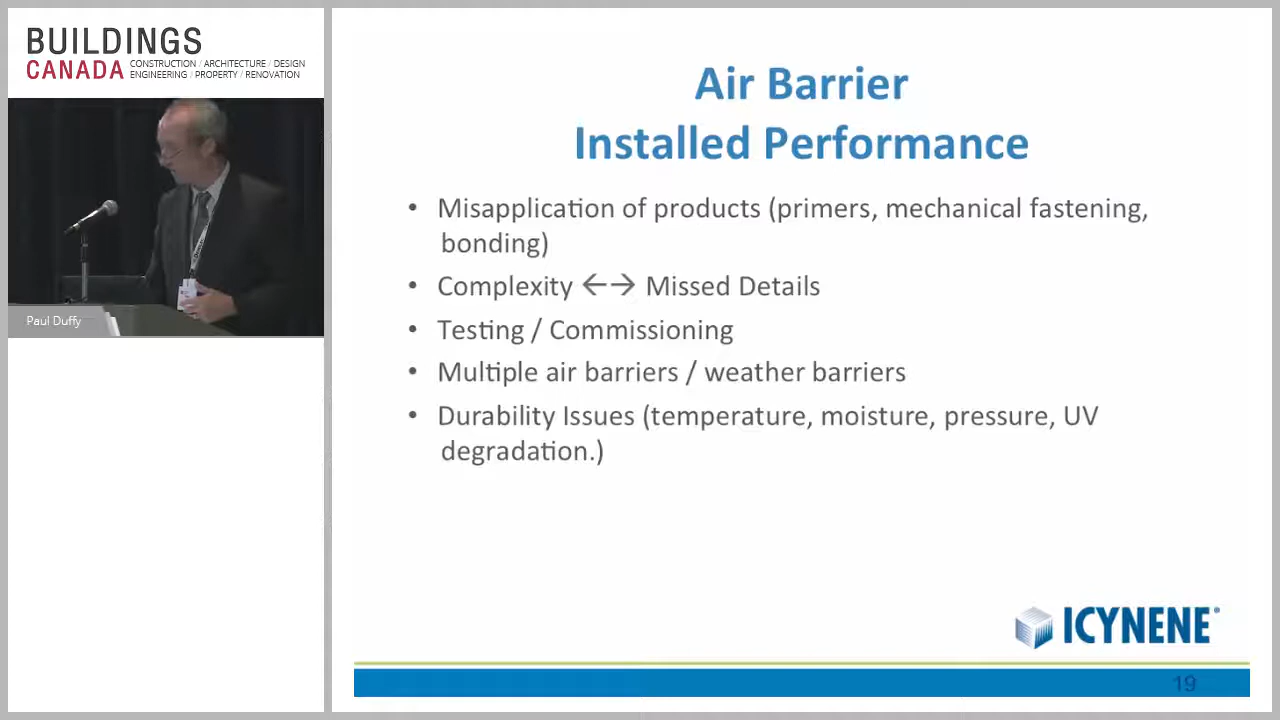 BUILDINGS
CANADA
CONSTRUCTION / ARCHITECTURE / DESIGN
ENGINEERING / PROPERTY / RENOVATION
Paul Duffy
Air Barrier
Installed Performance
• Misapplication of products (primers, mechanical fastening,
bonding)
• Complexity ←→ Missed Details
• Testing / Commissioning
• Multiple air barriers / weather barriers
• Durability Issues (temperature, moisture, pressure, UV
degradation.)
ICYNENE®
19